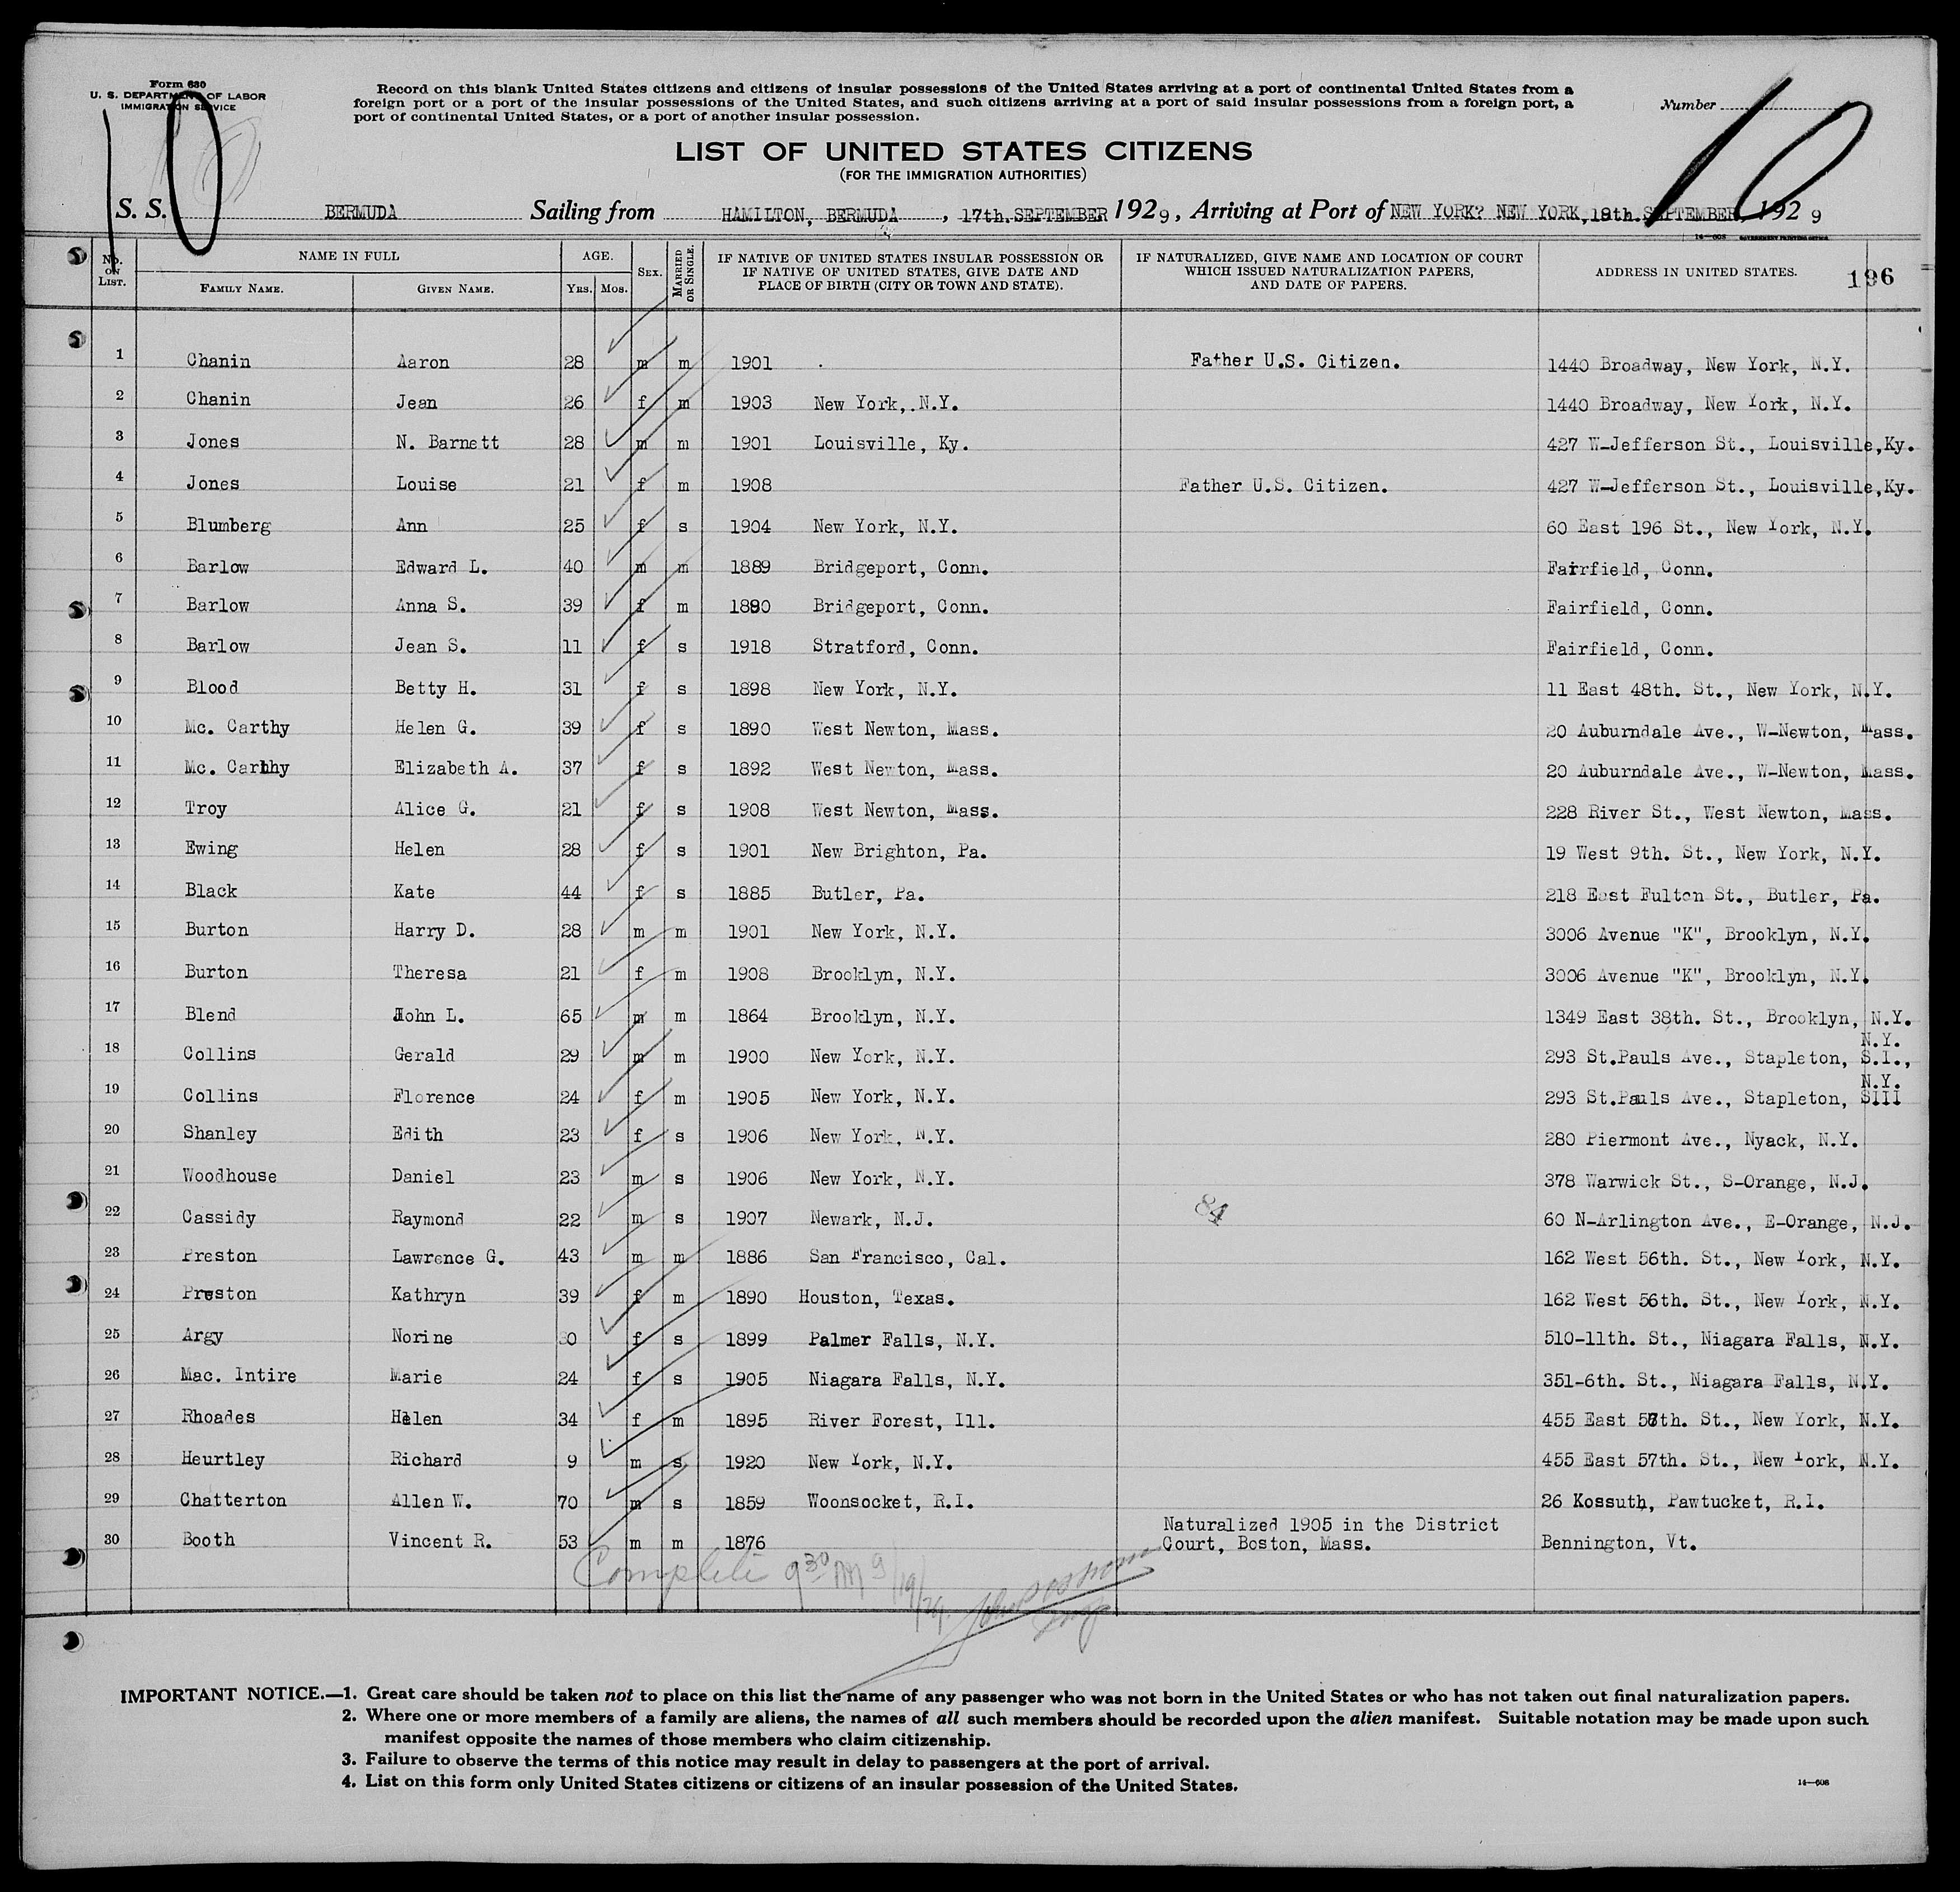 Form 630
U. S. DEPARTMENT OF LABOR
IMMIGRATION SERVICE
10
Record on this blank United States citizens and citizens of insular possessions of the United States arriving at a port of continental United States from a
foreign port or a port of the insular possessions of the United States, and such citizens arriving at a port of said insular possessions from a foreign port, a
port of continental United States, or a port of another insular possession.
Number
10
LIST OF UNITED STATES CITIZENS
(FOR THE IMMIGRATION AUTHORITIES)
S. S. BERMUDA Sailing from HAMILTON, BERMUDA, 17th. SEPTEMBER 1929, Arriving at Port of NEW YORK? NEW YORK, 18th. SEPTEMBER, 1929
14—608 GOVERNMENT PRINTING OFFICE
No. ON LIST. NAME IN FULL AGE. SEX. MARRIED OR SINGLE. IF NATIVE OF UNITED STATES INSULAR POSSESSION OR IF NATIVE OF UNITED STATES, GIVE DATE AND PLACE OF BIRTH (CITY OR TOWN AND STATE). IF NATURALIZED, GIVE NAME AND LOCATION OF COURT WHICH ISSUED NATURALIZATION PAPERS, AND DATE OF PAPERS. ADDRESS IN UNITED STATES. 196
FAMILY NAME. GIVEN NAME. YRS. MOS.
1 Chanin Aaron 28 m m 1901 Father U.S. Citizen. 1440 Broadway, New York, N.Y.
2 Chanin Jean 26 f m 1903 New York, N.Y. 1440 Broadway, New York, N.Y.
3 Jones N. Barnett 28 m m 1901 Louisville, Ky. 427 W-Jefferson St., Louisville, Ky.
4 Jones Louise 21 f m 1908 Father U.S. Citizen. 427 W-Jefferson St., Louisville, Ky.
5 Blumberg Ann 25 f s 1904 New York, N.Y. 60 East 196 St., New York, N.Y.
6 Barlow Edward L. 40 m m 1889 Bridgeport, Conn. Fairfield, Conn.
7 Barlow Anna S. 39 f m 1890 Bridgeport, Conn. Fairfield, Conn.
8 Barlow Jean S. 11 f s 1918 Stratford, Conn. Fairfield, Conn.
9 Blood Betty H. 31 f s 1898 New York, N.Y. 11 East 48th. St., New York, N.Y.
10 Mc. Carthy Helen G. 39 f s 1890 West Newton, Mass. 20 Auburndale Ave., W-Newton, Mass.
11 Mc. Carthy Elizabeth A. 37 f s 1892 West Newton, Mass. 20 Auburndale Ave., W-Newton, Mass.
12 Troy Alice G. 21 f s 1908 West Newton, Mass. 228 River St., West Newton, Mass.
13 Ewing Helen 28 f s 1901 New Brighton, Pa. 19 West 9th. St., New York, N.Y.
14 Black Kate 44 f s 1885 Butler, Pa. 218 East Fulton St., Butler, Pa.
15 Burton Harry D. 28 m m 1901 New York, N.Y. 3006 Avenue "K", Brooklyn, N.Y.
16 Burton Theresa 21 f m 1908 Brooklyn, N.Y. 3006 Avenue "K", Brooklyn, N.Y.
17 Blend John L. 65 m m 1864 Brooklyn, N.Y. 1349 East 38th. St., Brooklyn, N.Y.
18 Collins Gerald 29 m m 1900 New York, N.Y. 293 St.Pauls Ave., Stapleton, S.I., N.Y.
19 Collins Florence 24 f m 1905 New York, N.Y. 293 St.Pauls Ave., Stapleton, SIII N.Y.
20 Shanley Edith 23 f s 1906 New York, N.Y. 280 Piermont Ave., Nyack, N.Y.
21 Woodhouse Daniel 23 m s 1906 New York, N.Y. 378 Warwick St., S-Orange, N.J.
22 Cassidy Raymond 22 m s 1907 Newark, N.J. 84 60 N-Arlington Ave., E-Orange, N.J.
23 Preston Lawrence G. 43 m m 1886 San Francisco, Cal. 162 West 56th. St., New York, N.Y.
24 Preston Kathryn 39 f m 1890 Houston, Texas. 162 West 56th. St., New York, N.Y.
25 Argy Norine 30 f s 1899 Palmer Falls, N.Y. 510-11th. St., Niagara Falls, N.Y.
26 Mac. Intire Marie 24 f s 1905 Niagara Falls, N.Y. 351-6th. St., Niagara Falls, N.Y.
27 Rhoades Helen 34 f m 1895 River Forest, Ill. 455 East 57th. St., New York, N.Y.
28 Heurtley Richard 9 m s 1920 New York, N.Y. 455 East 57th. St., New York, N.Y.
29 Chatterton Allen W. 70 m s 1859 Woonsocket, R.I. 26 Kossuth, Pawtucket, R.I.
30 Booth Vincent R. 53 m m 1876 Naturalized 1905 in the District Court, Boston, Mass. Bennington, Vt.
Complete 9 30 AM 9/19/29.
IMPORTANT NOTICE.—1. Great care should be taken not to place on this list the name of any passenger who was not born in the United States or who has not taken out final naturalization papers.
2. Where one or more members of a family are aliens, the names of all such members should be recorded upon the alien manifest. Suitable notation may be made upon such
manifest opposite the names of those members who claim citizenship.
3. Failure to observe the terms of this notice may result in delay to passengers at the port of arrival.
4. List on this form only United States citizens or citizens of an insular possession of the United States.
14—608